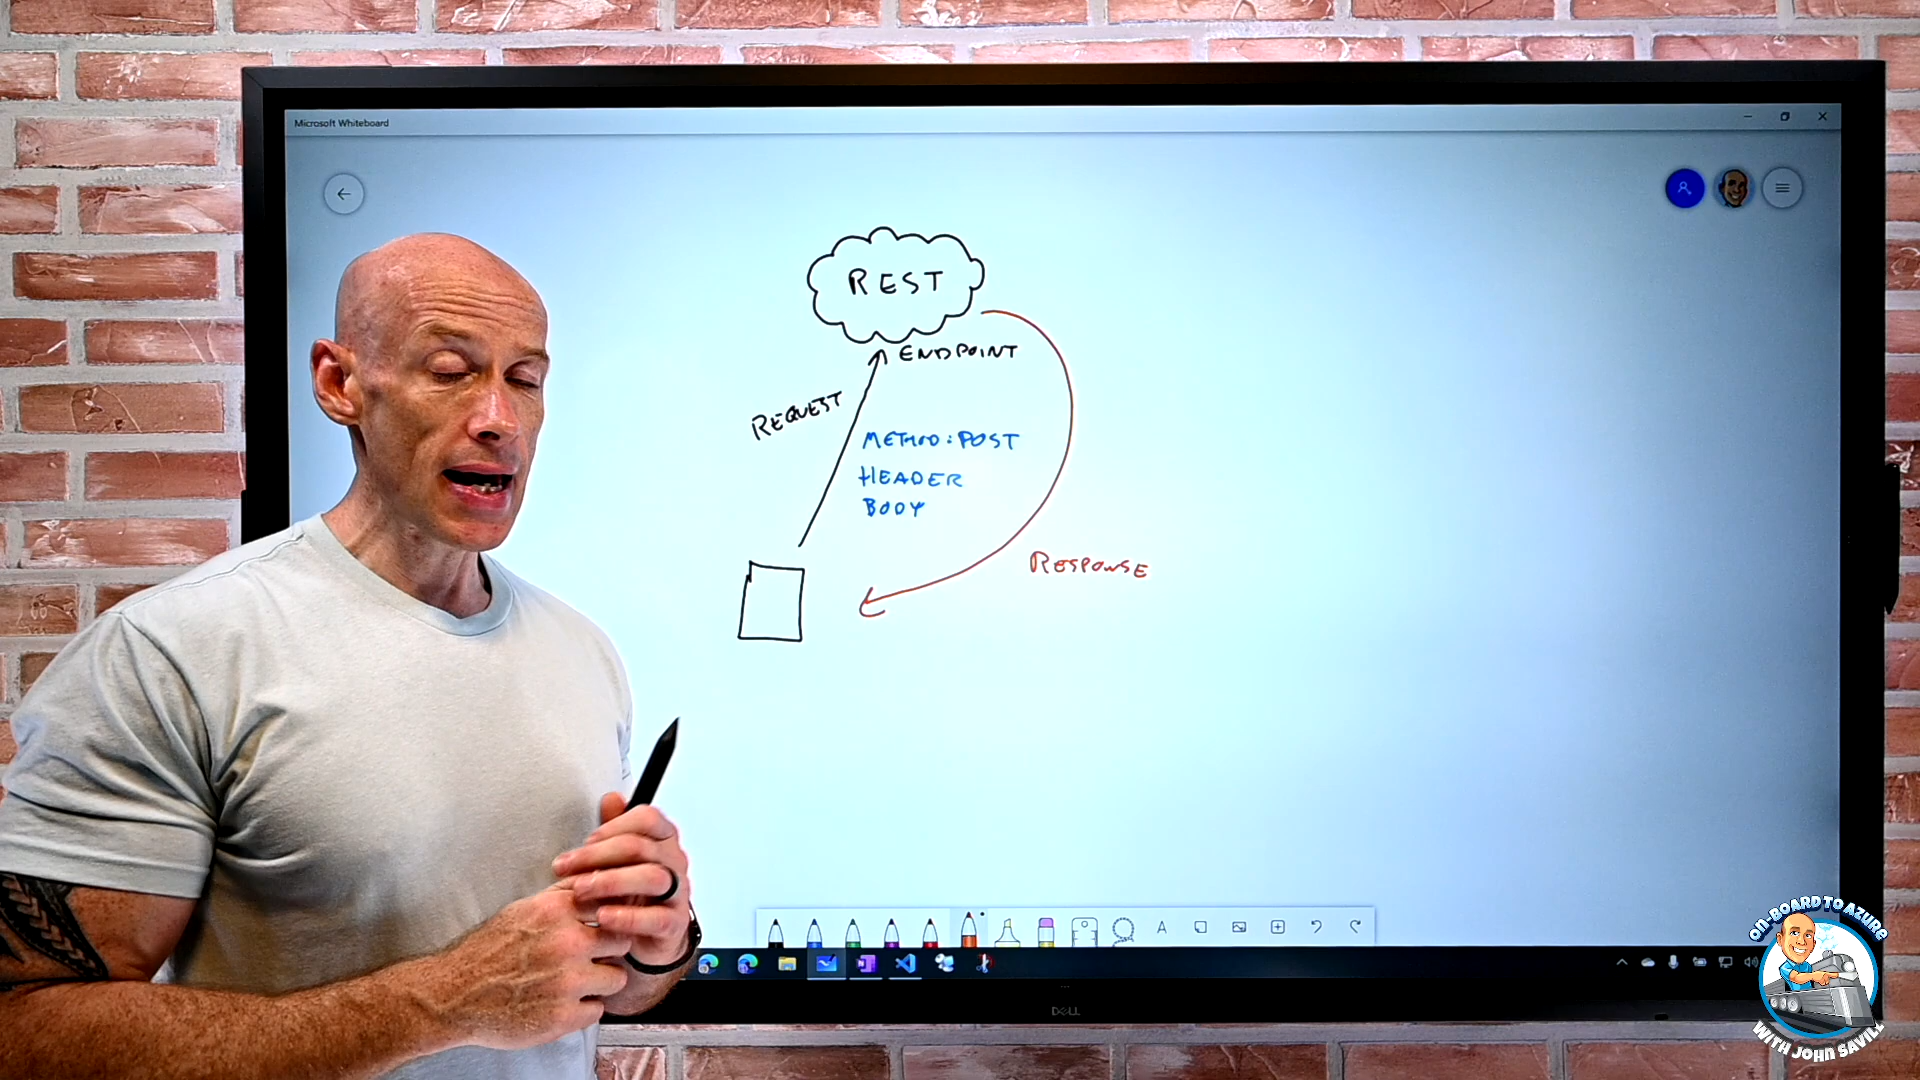 Microsoft Whiteboard
REST
ENDPOINT
REQUEST
METHOD: POST
HEADER
BODY
RESPONSE
A
DELL
ON-BOARD TO AZURE
WITH JOHN SAVILL